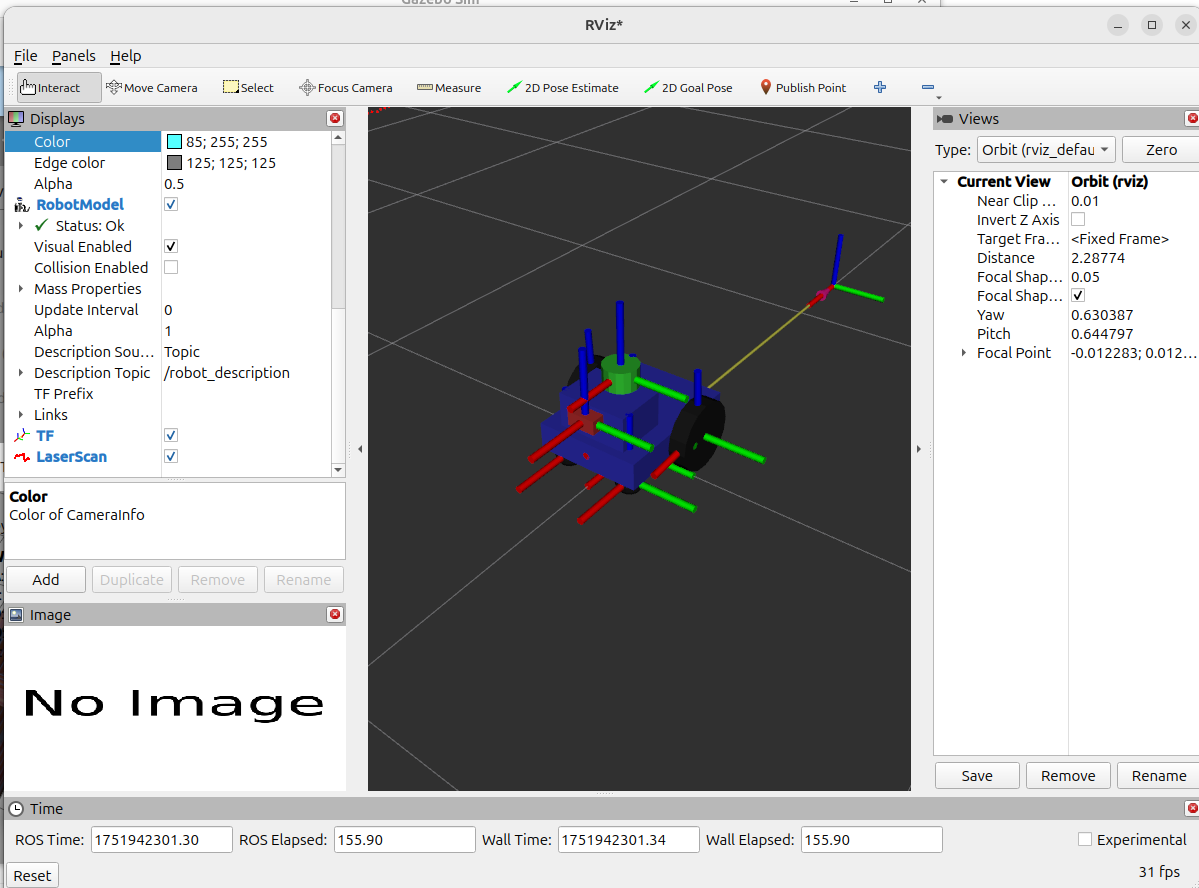 Gazebo Sim
RViz*
File Panels Help
Interact Move Camera Select Focus Camera Measure 2D Pose Estimate 2D Goal Pose Publish Point
Displays
Color 85; 255; 255
Edge color 125; 125; 125
Alpha 0.5
RobotModel
Status: Ok
Visual Enabled
Collision Enabled
Mass Properties
Update Interval 0
Alpha 1
Description Sou... Topic
Description Topic /robot_description
TF Prefix
Links
TF
LaserScan
Color
Color of CameraInfo
Add Duplicate Remove Rename
Image
No Image
Views
Type: Orbit (rviz_defau Zero
Current View Orbit (rviz)
Near Clip ... 0.01
Invert Z Axis
Target Fra... <Fixed Frame>
Distance 2.28774
Focal Shap... 0.05
Focal Shap...
Yaw 0.630387
Pitch 0.644797
Focal Point -0.012283; 0.012...
Save Remove Rename
Time
ROS Time: 1751942301.30 ROS Elapsed: 155.90 Wall Time: 1751942301.34 Wall Elapsed: 155.90 Experimental
Reset 31 fps